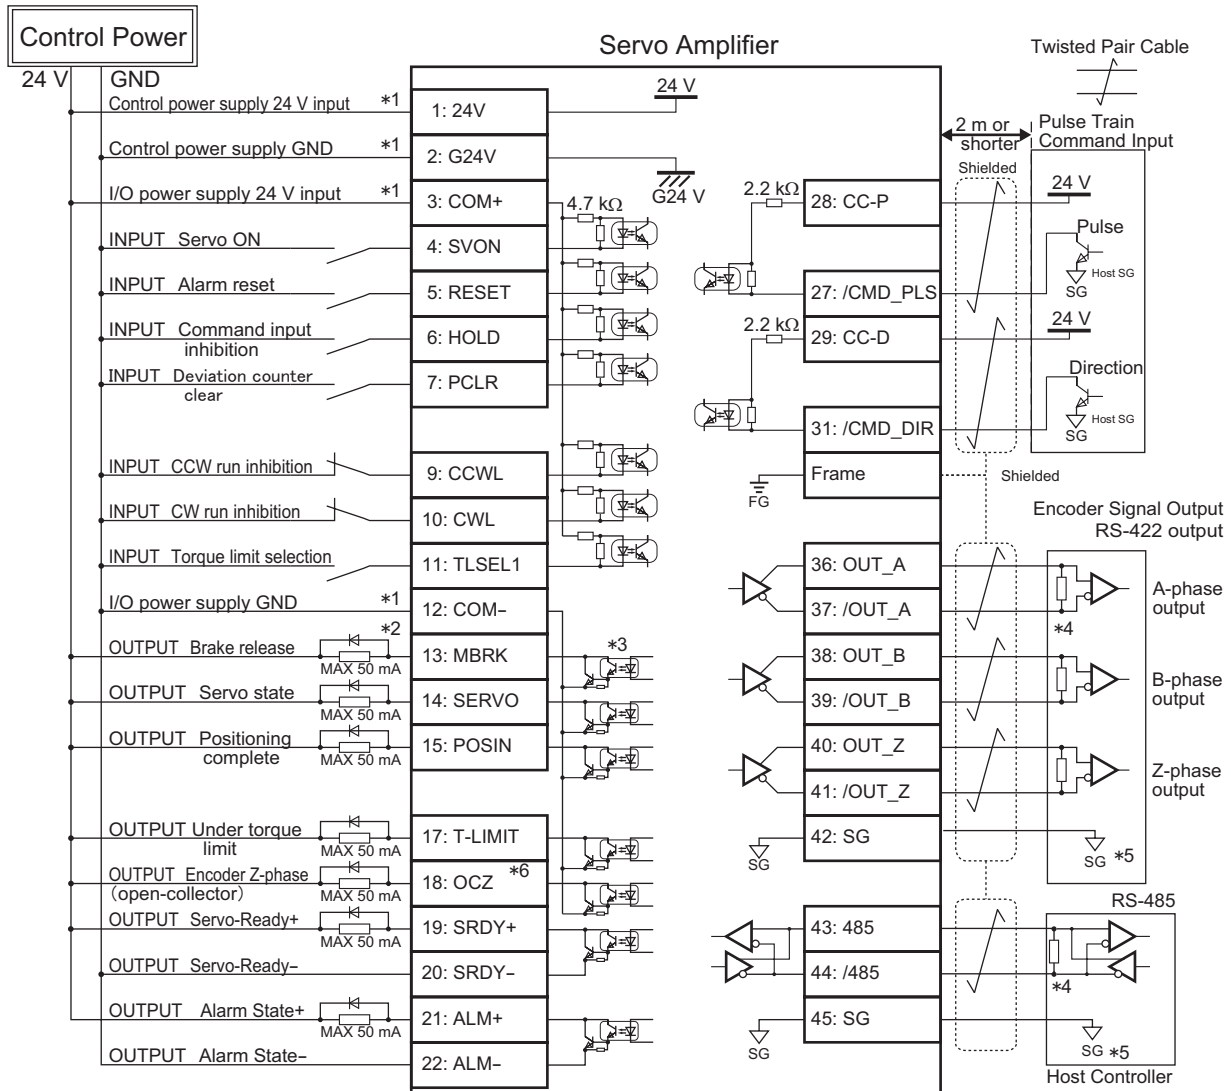 Control Power
24 V
GND
Servo Amplifier
Twisted Pair Cable
Control power supply 24 V input *1
1: 24V
24 V
2 m or
shorter
Pulse Train
Command Input
Control power supply GND *1
2: G24V
G24 V
Shielded
I/O power supply 24 V input *1
3: COM+
4.7 kΩ
2.2 kΩ
28: CC-P
24 V
INPUT Servo ON
4: SVON
Pulse
Host SG
SG
INPUT Alarm reset
5: RESET
27: /CMD_PLS
INPUT Command input
inhibition
6: HOLD
2.2 kΩ
29: CC-D
24 V
INPUT Deviation counter
clear
7: PCLR
Direction
Host SG
SG
31: /CMD_DIR
INPUT CCW run inhibition
9: CCWL
FG
Frame
Shielded
INPUT CW run inhibition
10: CWL
Encoder Signal Output
RS-422 output
INPUT Torque limit selection
11: TLSEL1
36: OUT_A
A-phase
output
I/O power supply GND *1
12: COM–
37: /OUT_A
*4
*2
OUTPUT Brake release
MAX 50 mA
13: MBRK
*3
38: OUT_B
B-phase
output
OUTPUT Servo state
MAX 50 mA
14: SERVO
39: /OUT_B
OUTPUT Positioning
complete
MAX 50 mA
15: POSIN
40: OUT_Z
Z-phase
output
41: /OUT_Z
OUTPUT Under torque
limit
MAX 50 mA
17: T-LIMIT
SG
42: SG
SG *5
OUTPUT Encoder Z-phase
(open-collector)
MAX 50 mA
18: OCZ *6
RS-485
OUTPUT Servo-Ready+
MAX 50 mA
19: SRDY+
43: 485
OUTPUT Servo-Ready–
20: SRDY–
44: /485
*4
OUTPUT Alarm State+
MAX 50 mA
21: ALM+
SG
45: SG
SG *5
OUTPUT Alarm State–
22: ALM–
Host Controller